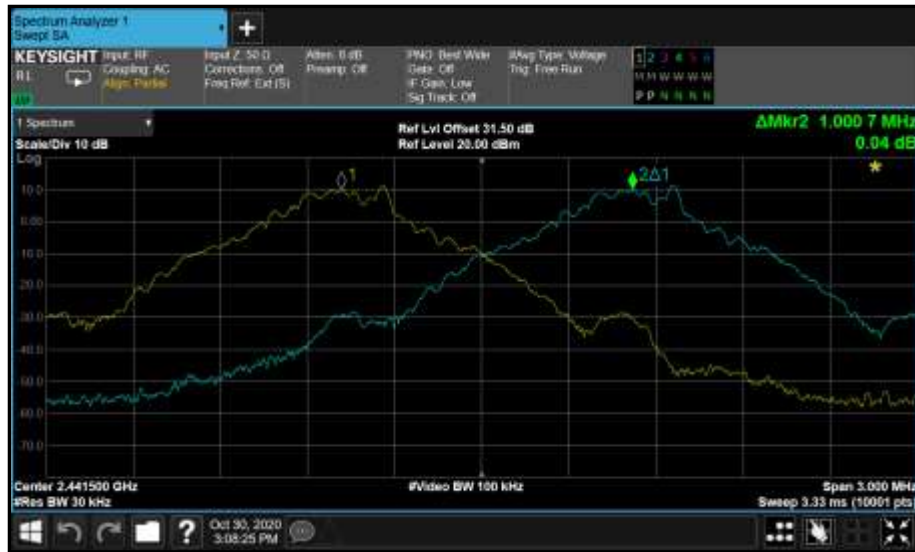 Spectrum Analyzer 1
Swept SA
+
KEYSIGHT Input: RF Input Z: 50 Ω Atten: 0 dB PNO: Best Wide #Avg Type: Voltage 1 2 3 4 5 6
R L Coupling: AC Corrections: Off Preamp: Off Gate: Off Trig: Free Run M M W W W W
Align: Partial Freq Ref: Ext (S) IF Gain: Low
Sig Track: Off P P N N N N
1 Spectrum
Ref Lvl Offset 31.50 dB ΔMkr2 1.000 7 MHz
Scale/Div 10 dB Ref Level 20.00 dBm 0.04 dB
Log
1
2Δ1
10.0
0.00
-10.0
-20.0
-30.0
-40.0
-50.0
-60.0
-70.0
Center 2.441500 GHz #Video BW 100 kHz Span 3.000 MHz
#Res BW 30 kHz Sweep 3.33 ms (10001 pts)
?
Oct 30, 2020
3:08:25 PM